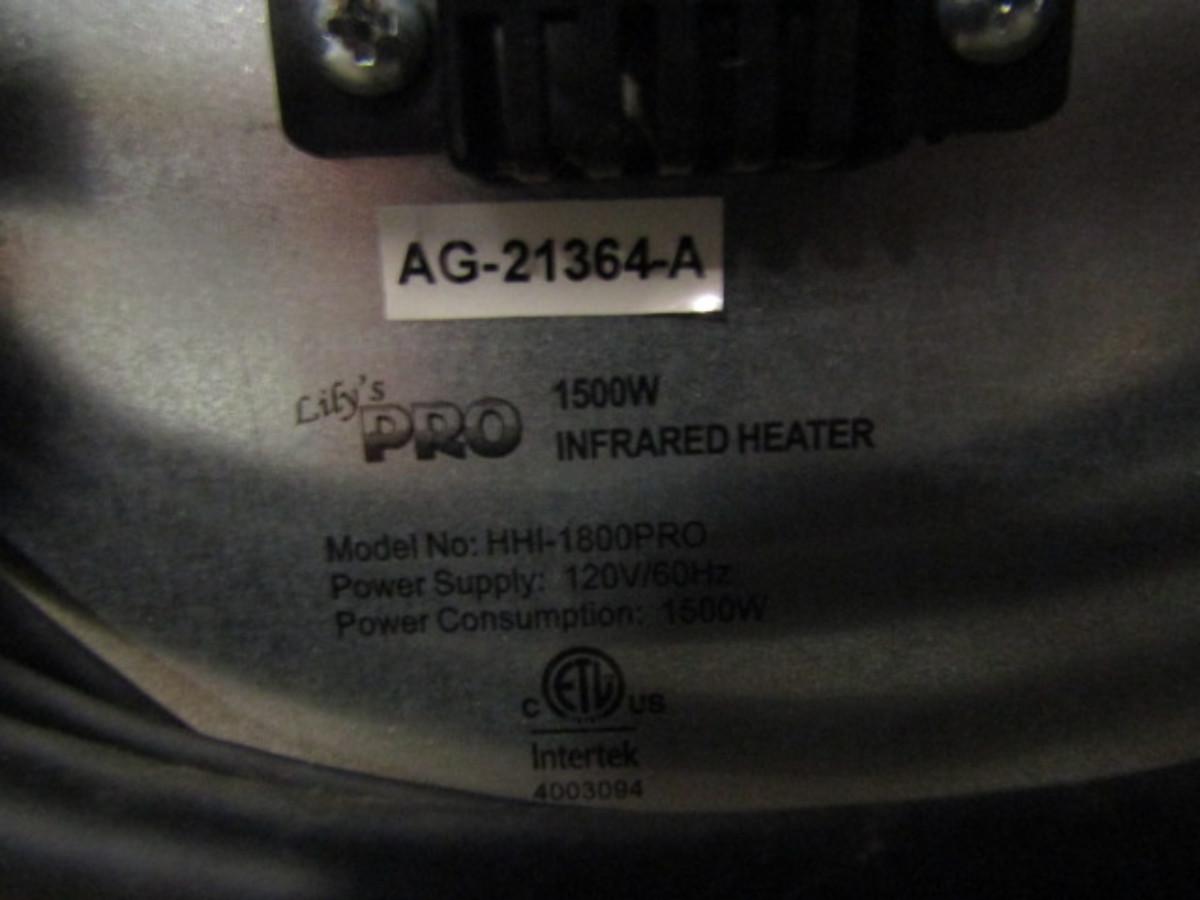 AG-21364-A
Lily's PRO
1500W
INFRARED HEATER
Model No: HHI-1800PRO
Power Supply: 120V/60Hz
Power Consumption: 1500W
C ETL US
Intertek
4003094